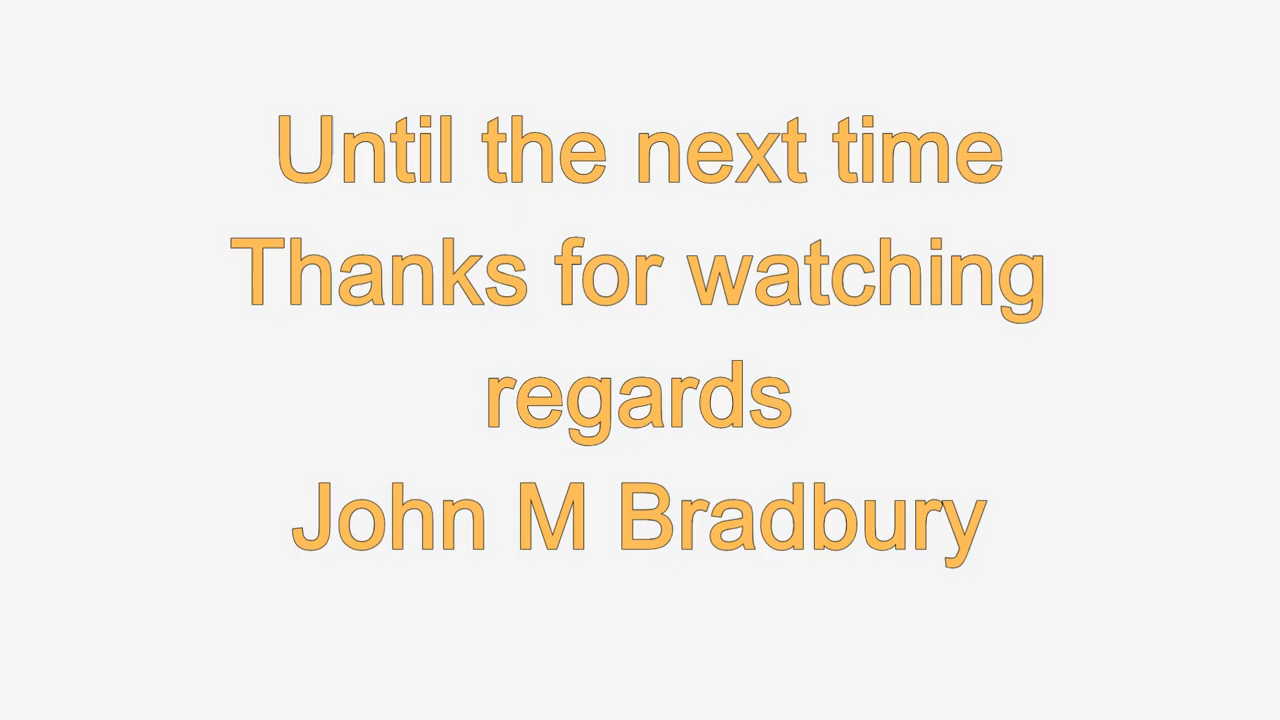 Until the next time
Thanks for watching
regards
John M Bradbury